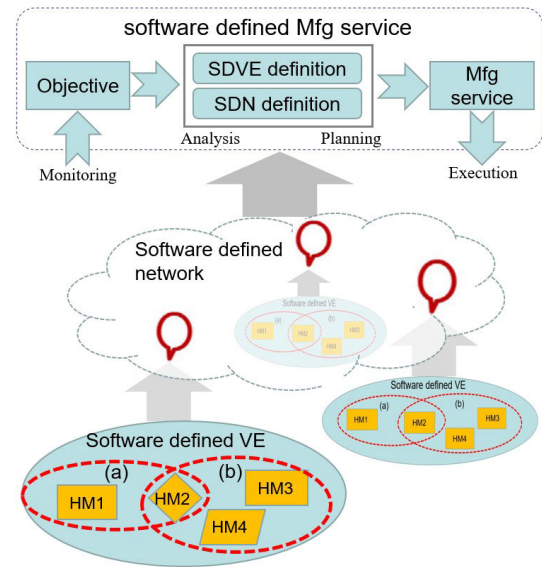 software defined Mfg service
Objective
SDVE definition
SDN definition
Mfg
service
Analysis
Planning
Monitoring
Execution
Software defined
network
Software defined VE
(a)
(b)
HM1
HM2
HM3
HM4
Software defined VE
(a)
(b)
HM1
HM2
HM3
HM4
Software defined VE
(a)
(b)
HM1
HM2
HM3
HM4